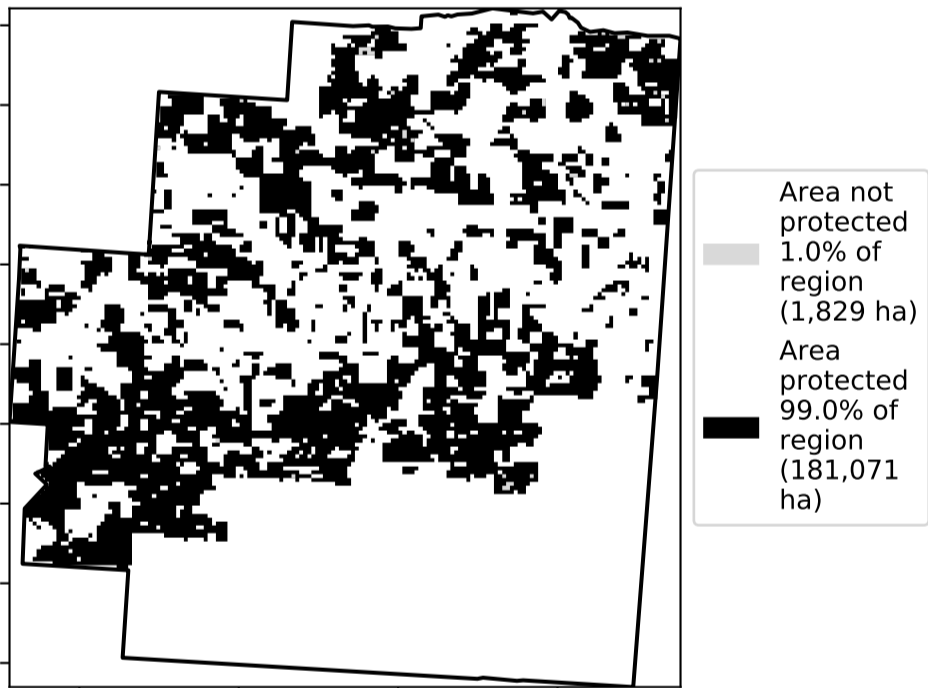 Area not
protected
1.0% of
region
(1,829 ha)
Area
protected
99.0% of
region
(181,071
ha)